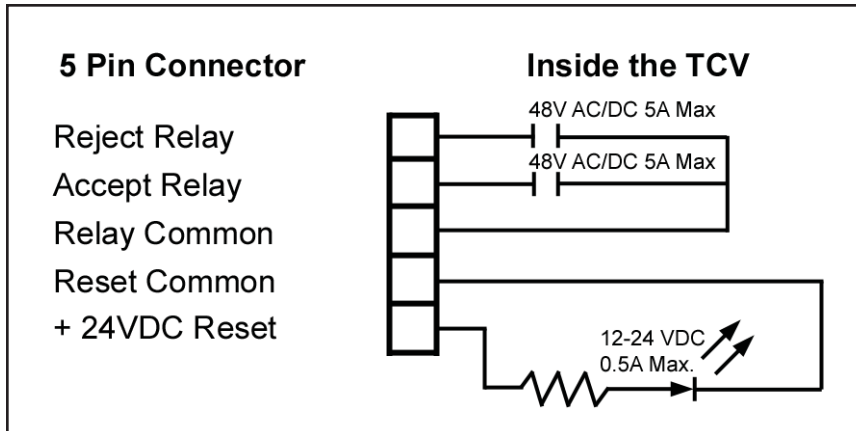 5 Pin Connector
Inside the TCV
48V AC/DC 5A Max
Reject Relay
48V AC/DC 5A Max
Accept Relay
Relay Common
Reset Common
+ 24VDC Reset
12-24 VDC
0.5A Max.